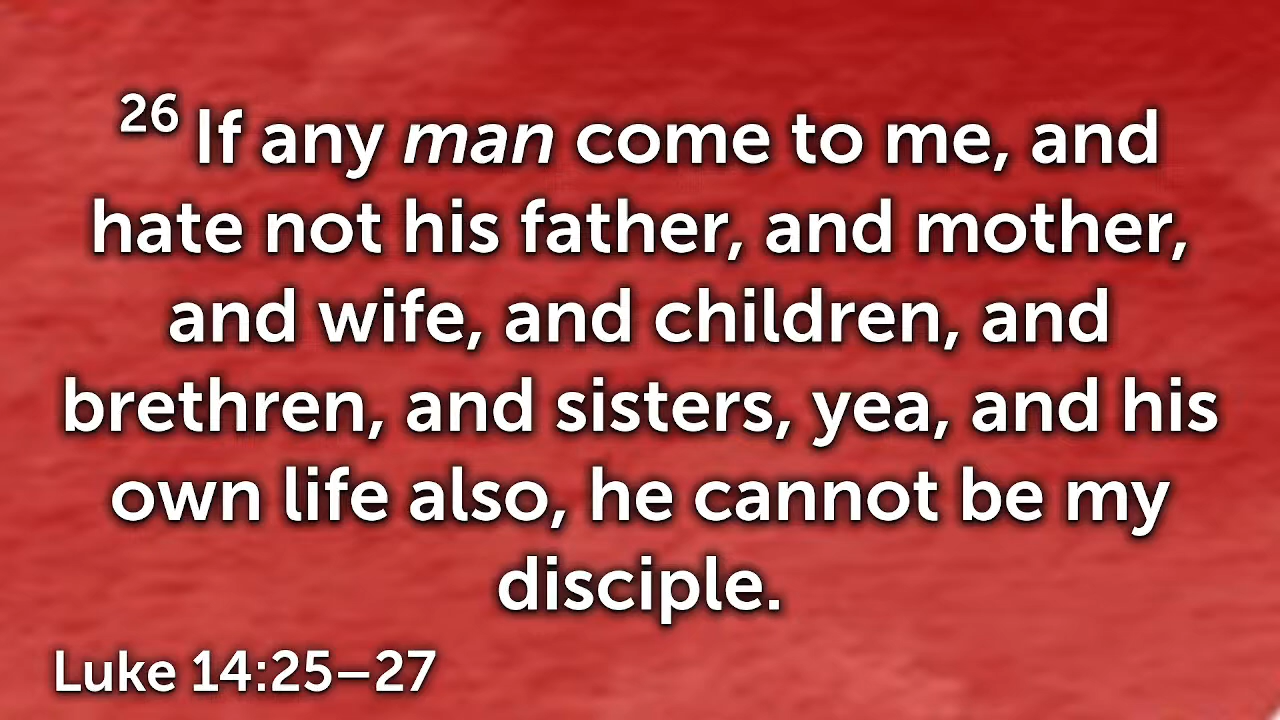 26 If any man come to me, and
hate not his father, and mother,
and wife, and children, and
brethren, and sisters, yea, and his
own life also, he cannot be my
disciple.
Luke 14:25–27